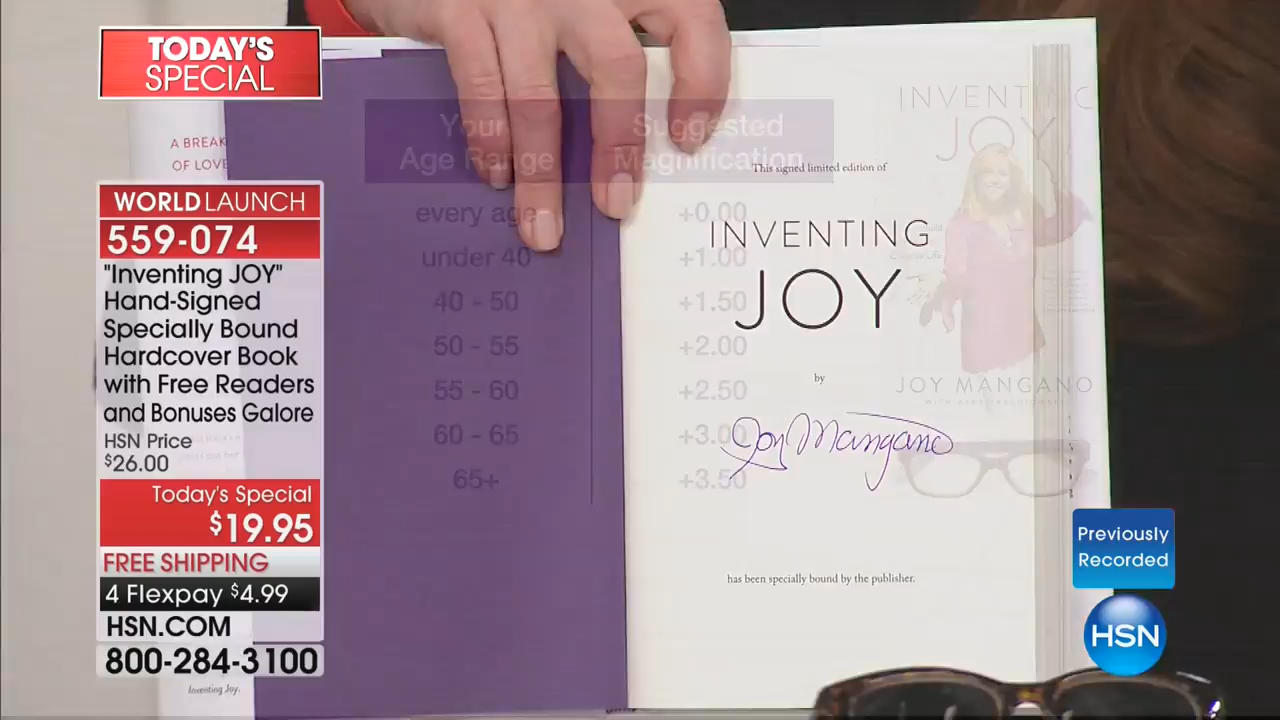 TODAY'S
SPECIAL
A BREAK
OF LOVE
WORLD LAUNCH
559-074
"Inventing JOY"
Hand-Signed
Specially Bound
Hardcover Book
with Free Readers
and Bonuses Galore
HSN Price
$26.00
Today's Special
$19.95
FREE SHIPPING
4 Flexpay $4.99
HSN.COM
800-284-3100
Inventing Joy.
Your Age Range
Suggested Magnification
every age +0.00
under 40 +1.00
40 - 50 +1.50
50 - 55 +2.00
55 - 60 +2.50
60 - 65 +3.00
65+ +3.50
This signed limited edition of
INVENTING
JOY
by
Joy Mangano
has been specially bound by the publisher.
INVENTING
JOY
JOY MANGANO
Previously
Recorded
HSN